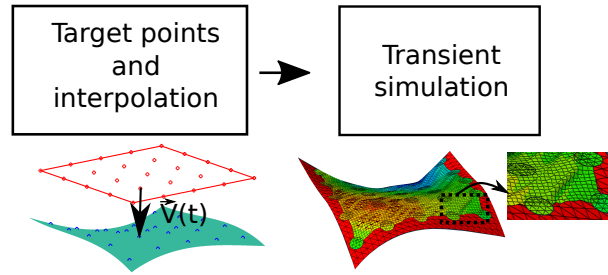 Target points
and
interpolation
Transient
simulation
V⃗(t)